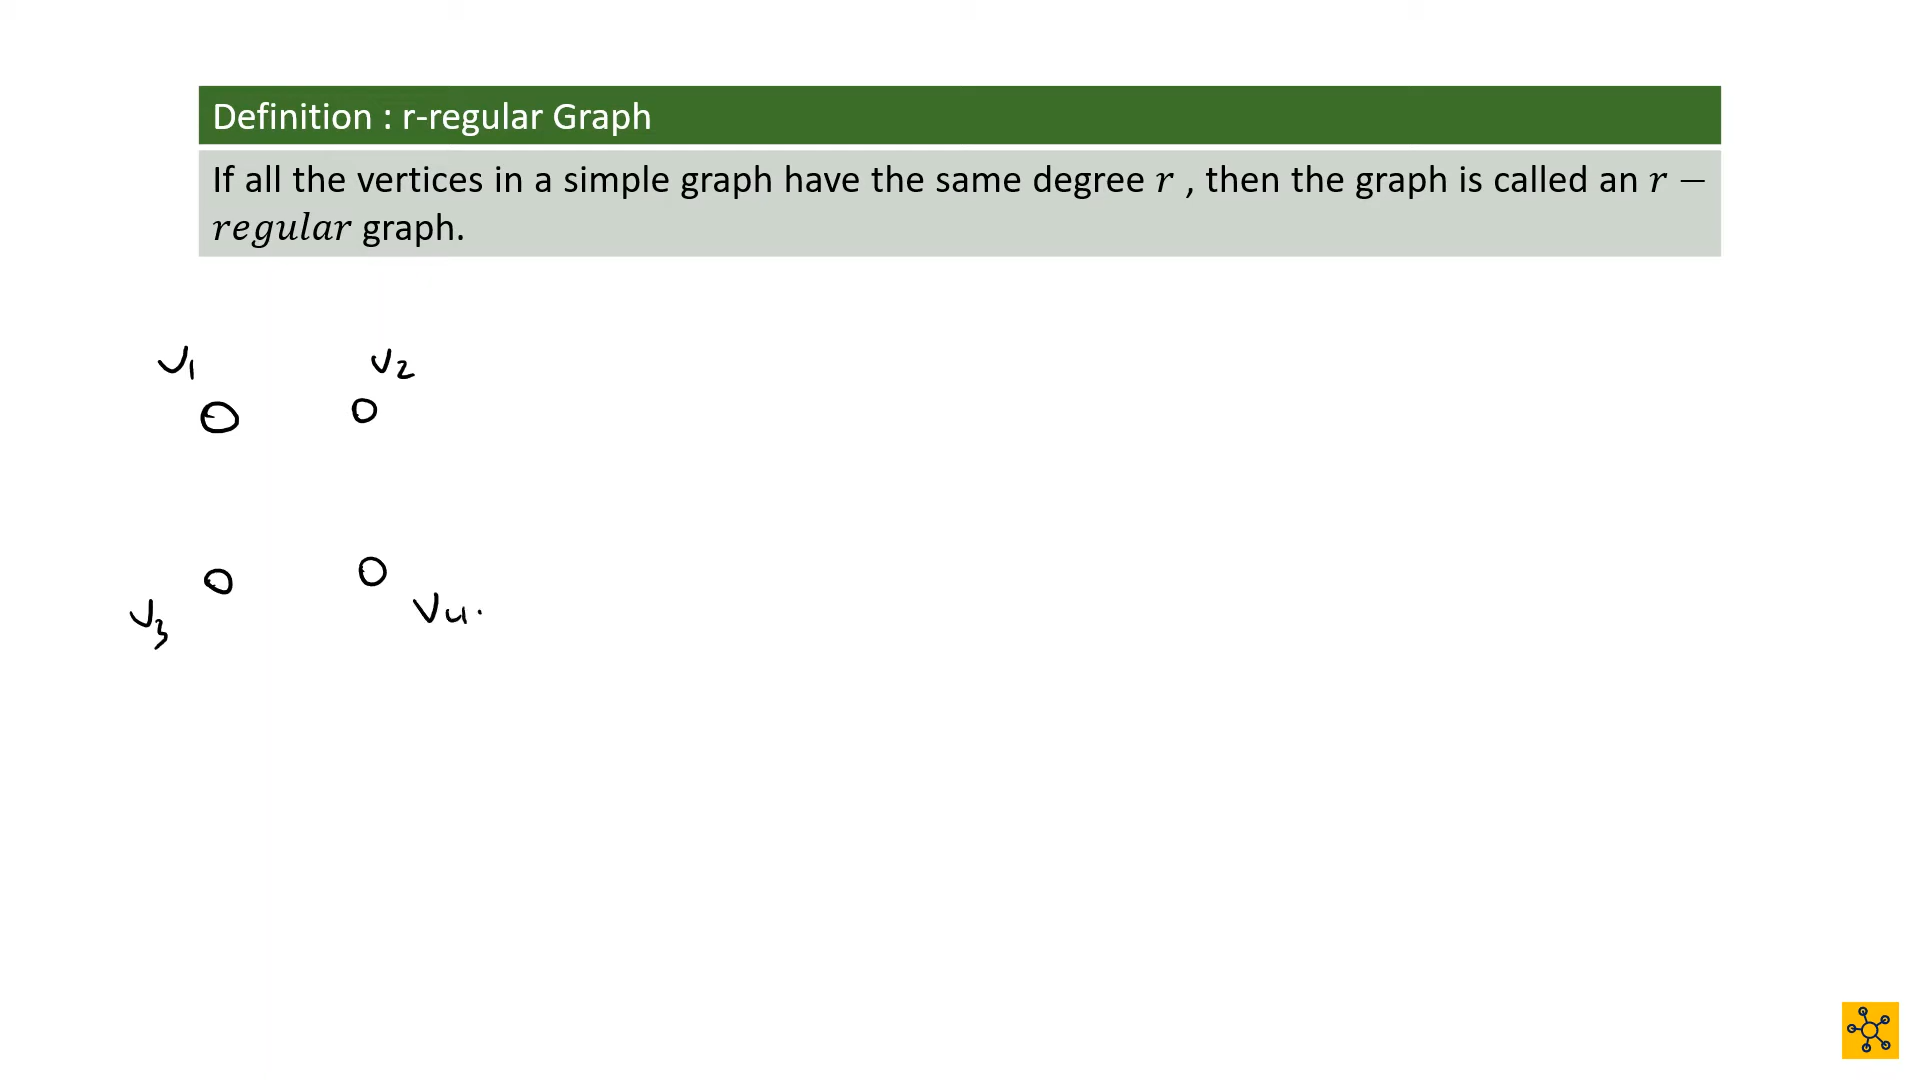 Definition : r-regular Graph
If all the vertices in a simple graph have the same degree r , then the graph is called an r −
regular graph.
v1 v2
v3 v4.